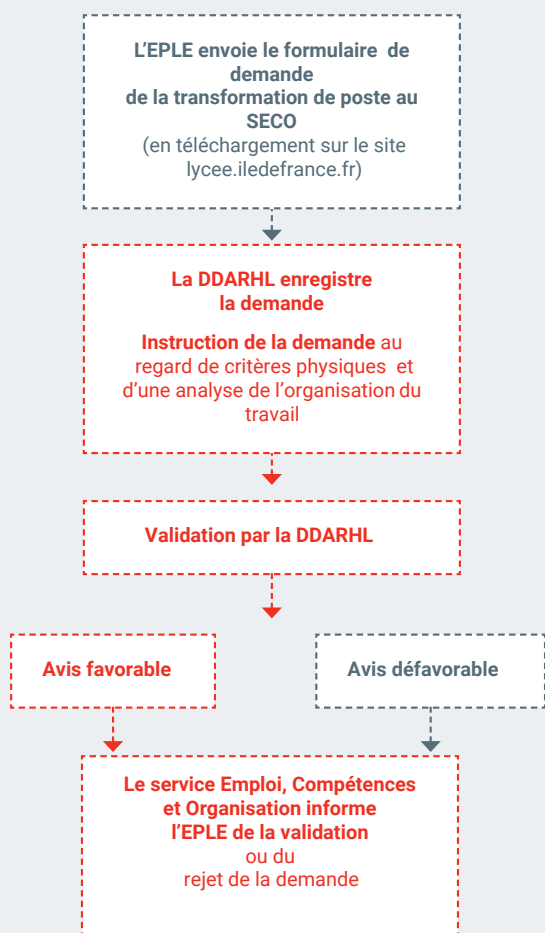 L'EPLE envoie le formulaire de
demande
de la transformation de poste au
SECO
(en téléchargement sur le site
lycee.iledefrance.fr)
La DDARHL enregistre
la demande
Instruction de la demande au
regard de critères physiques et
d'une analyse de l'organisation du
travail
Validation par la DDARHL
Avis favorable
Avis défavorable
Le service Emploi, Compétences
et Organisation informe
l'EPLE de la validation
ou du
rejet de la demande